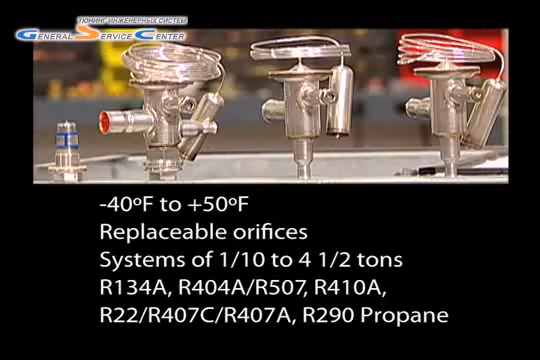 ТЮНИНГ ИНЖЕНЕРНЫХ СИСТЕМ
GENERAL SERVICE CENTER
-40ºF to +50ºF
Replaceable orifices
Systems of 1/10 to 4 1/2 tons
R134A, R404A/R507, R410A,
R22/R407C/R407A, R290 Propane